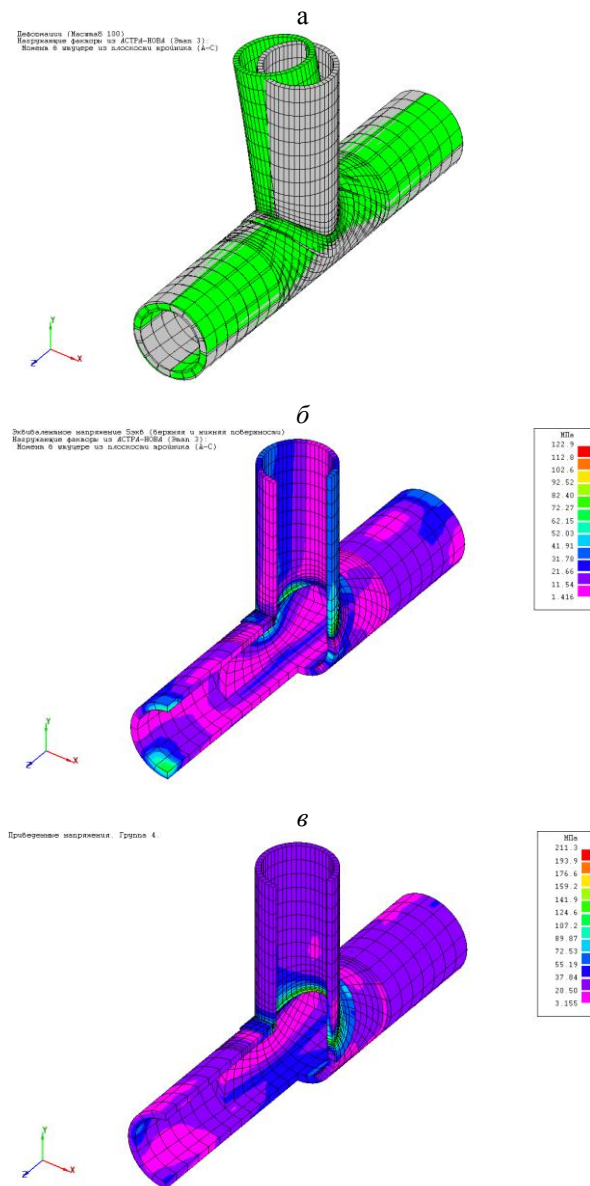 а
Деформации (Масштаб 100)
Нагружающие факторы из АСТРА-НОВА (Этап 3):
Момент в штуцере из плоскости тройника (А-С)
Y
X
Z
б
Эквивалентное напряжение Sэкв (верхняя и нижняя поверхности)
Нагружающие факторы из АСТРА-НОВА (Этап 3):
Момент в штуцере из плоскости тройника (А-С)
МПа
122.9
112.8
102.6
92.52
82.40
72.27
62.15
52.03
41.91
31.78
21.66
11.54
1.416
Y
X
Z
в
Приведенные напряжения. Группа 4.
МПа
211.3
193.9
176.6
159.2
141.9
124.6
107.2
89.87
72.53
55.19
37.84
20.50
3.155
Y
X
Z